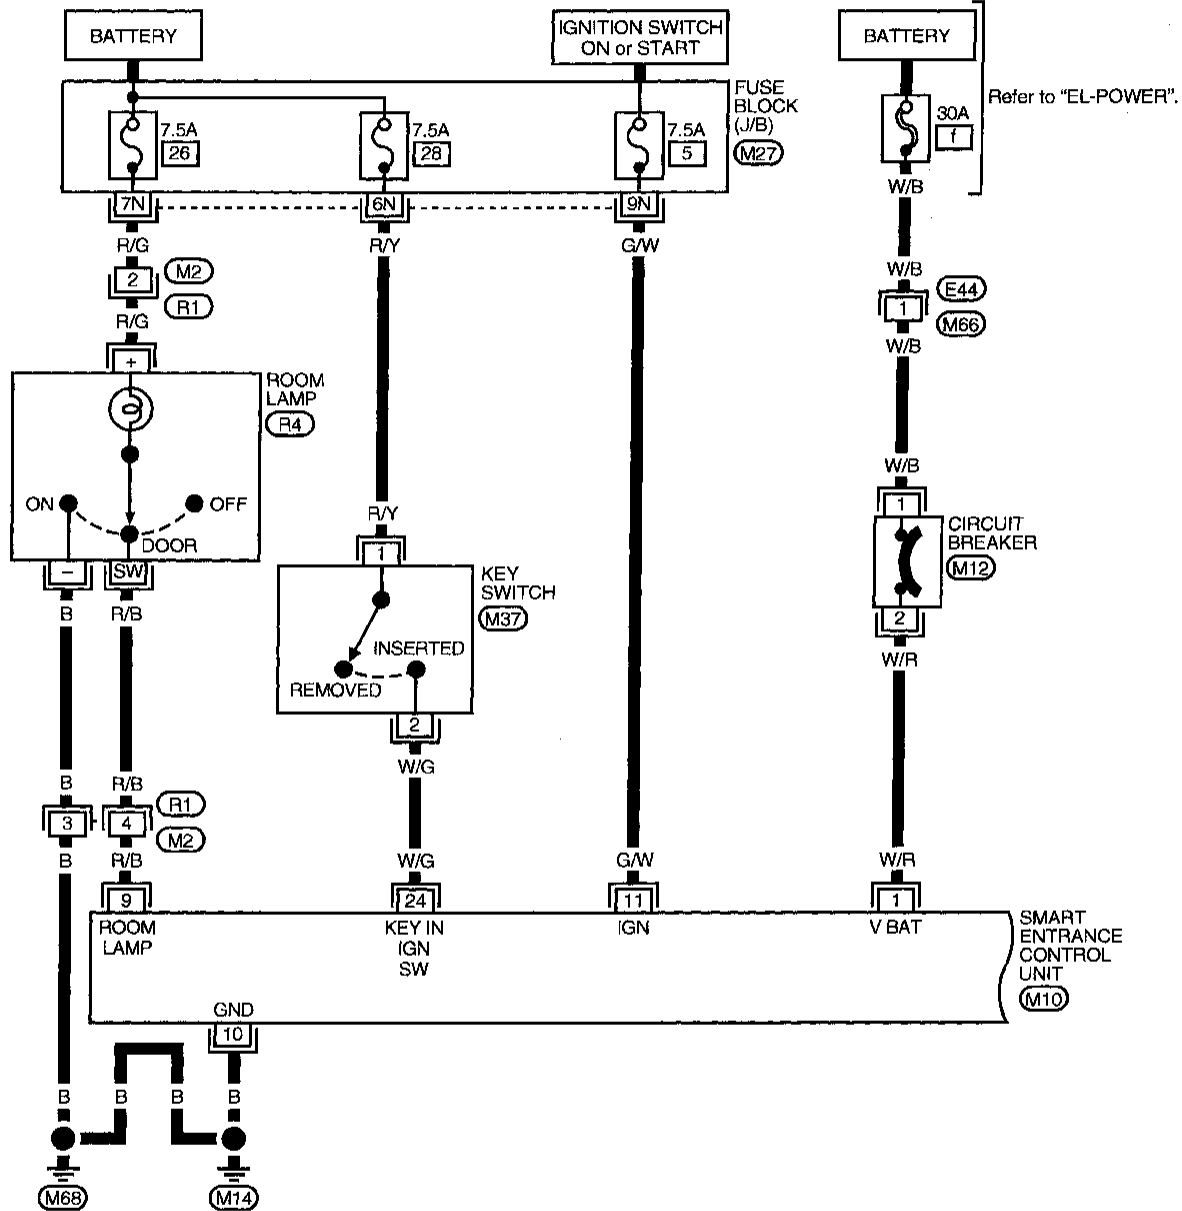 BATTERY
IGNITION SWITCH
ON or START
BATTERY
Refer to "EL-POWER".
FUSE
BLOCK
(J/B)
M27
7.5A
26
7.5A
28
7.5A
5
30A
f
W/B
7N
6N
9N
R/G
R/Y
G/W
2
M2
R1
R/G
W/B
1
E44
M66
W/B
+
ROOM
LAMP
R4
ON
OFF
DOOR
-
SW
B
R/B
R/Y
1
KEY
SWITCH
M37
INSERTED
REMOVED
2
W/G
W/B
1
CIRCUIT
BREAKER
M12
2
W/R
B
R/B
3
4
R1
M2
B
R/B
W/G
G/W
W/R
9
24
11
1
ROOM
LAMP
KEY IN
IGN
SW
IGN
V BAT
SMART
ENTRANCE
CONTROL
UNIT
M10
GND
10
B
B
B
B
M68
M14